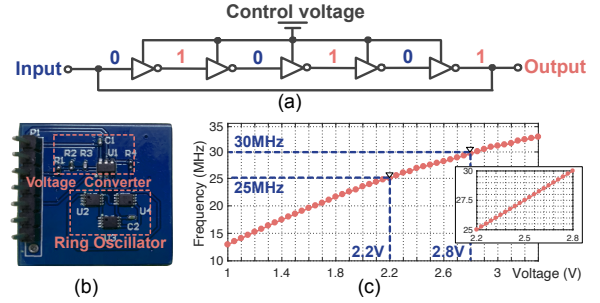 Control voltage
Input
0 1 0 1 0 1
Output
(a)
P1
C1
R2 R3 U1 R4
R1
Voltage Converter
U2 U4
C2
Ring Oscillator
(b)
Frequency (MHz)
35
30
25
20
15
10
30MHz
25MHz
2.2V
2.8V
1 1.4 1.8 2.2 2.6 3 Voltage (V)
30
27.5
25
2.2 2.5 2.8
(c)